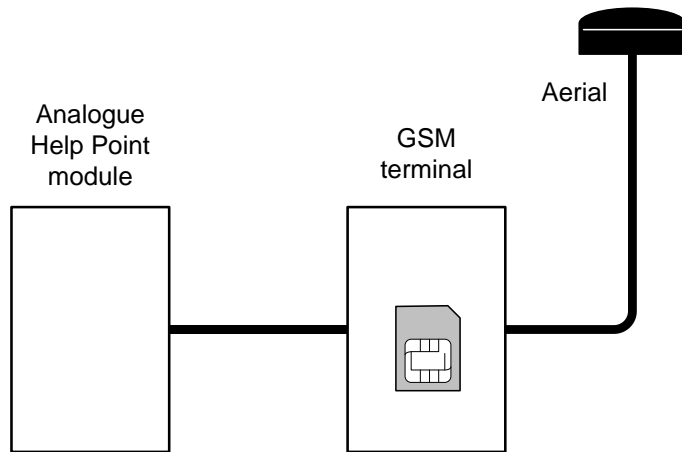 Aerial
Analogue
Help Point
module
GSM
terminal